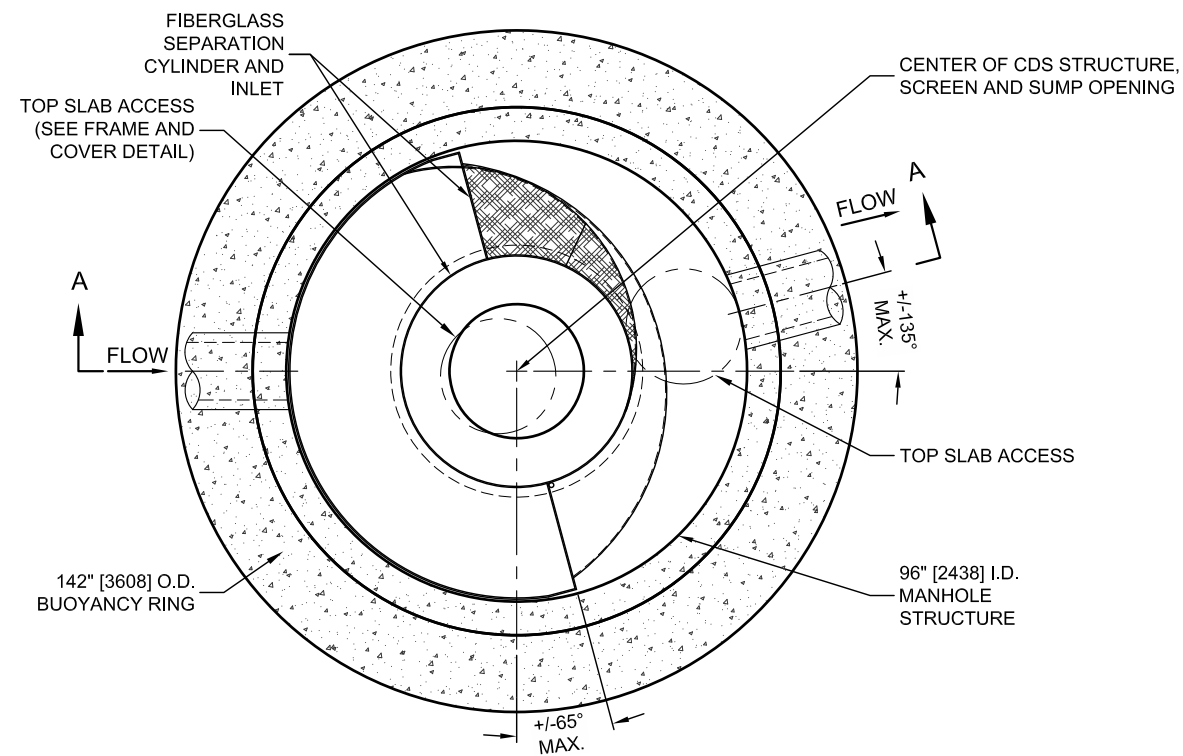 FIBERGLASS
SEPARATION
CYLINDER AND
INLET
TOP SLAB ACCESS
(SEE FRAME AND
COVER DETAIL)
CENTER OF CDS STRUCTURE,
SCREEN AND SUMP OPENING
A
FLOW
A
FLOW
+/-135°
MAX.
TOP SLAB ACCESS
142" [3608] O.D.
BUOYANCY RING
96" [2438] I.D.
MANHOLE
STRUCTURE
+/-65°
MAX.